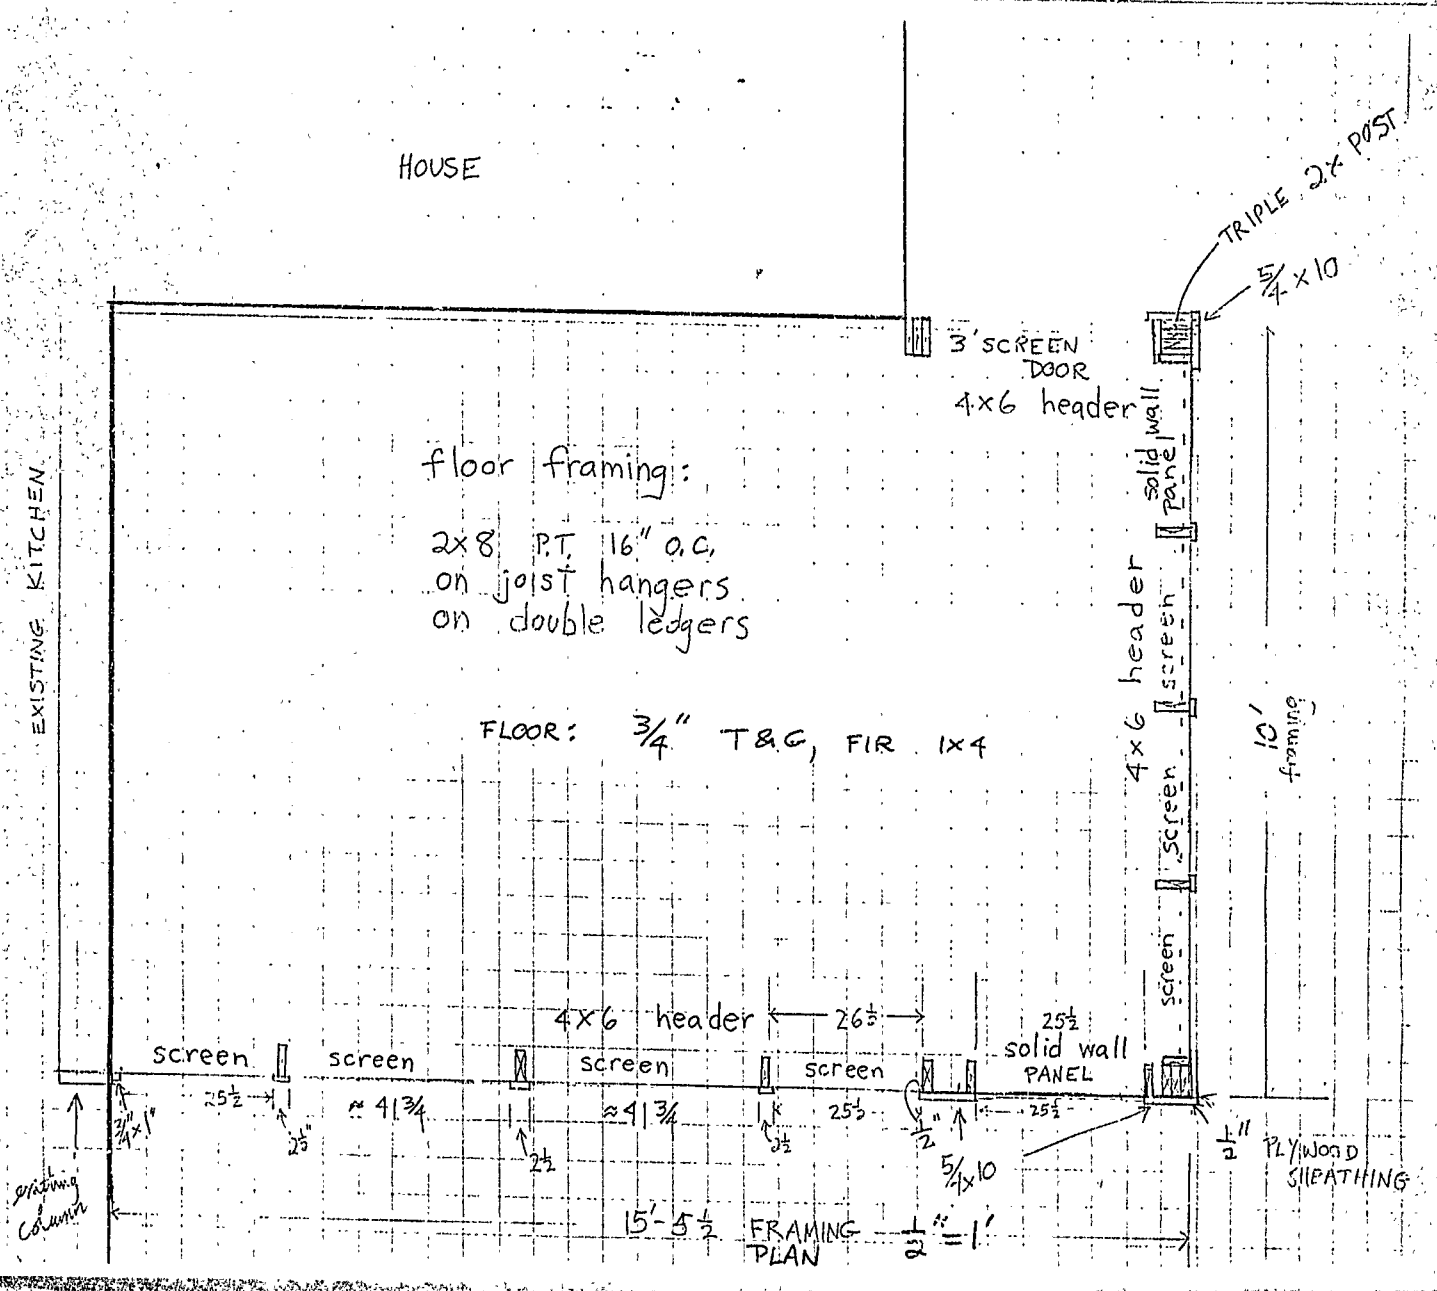 HOUSE
TRIPLE 2X POST
5/4 x 10
3' SCREEN
DOOR
4x6 header
solid wall
panel
floor framing:
2x8 P.T. 16" O.C.
on joist hangers
on double ledgers
EXISTING KITCHEN
4x6 header
screen
screen
screen
10'
framing
FLOOR: 3/4" T&G, FIR 1x4
4x6 header
26 1/2
25 1/2
solid wall
PANEL
screen
screen
screen
screen
25 1/2
≈ 41 3/4
≈ 41 3/4
25 1/2
25 1/2
3/4" x 1"
2 1/2"
2 1/2
2 1/2
1/2"
5/4x10
1/2" PLYWOOD
SHEATHING
existing
column
15'-5 1/2
FRAMING
PLAN
1/2" = 1'